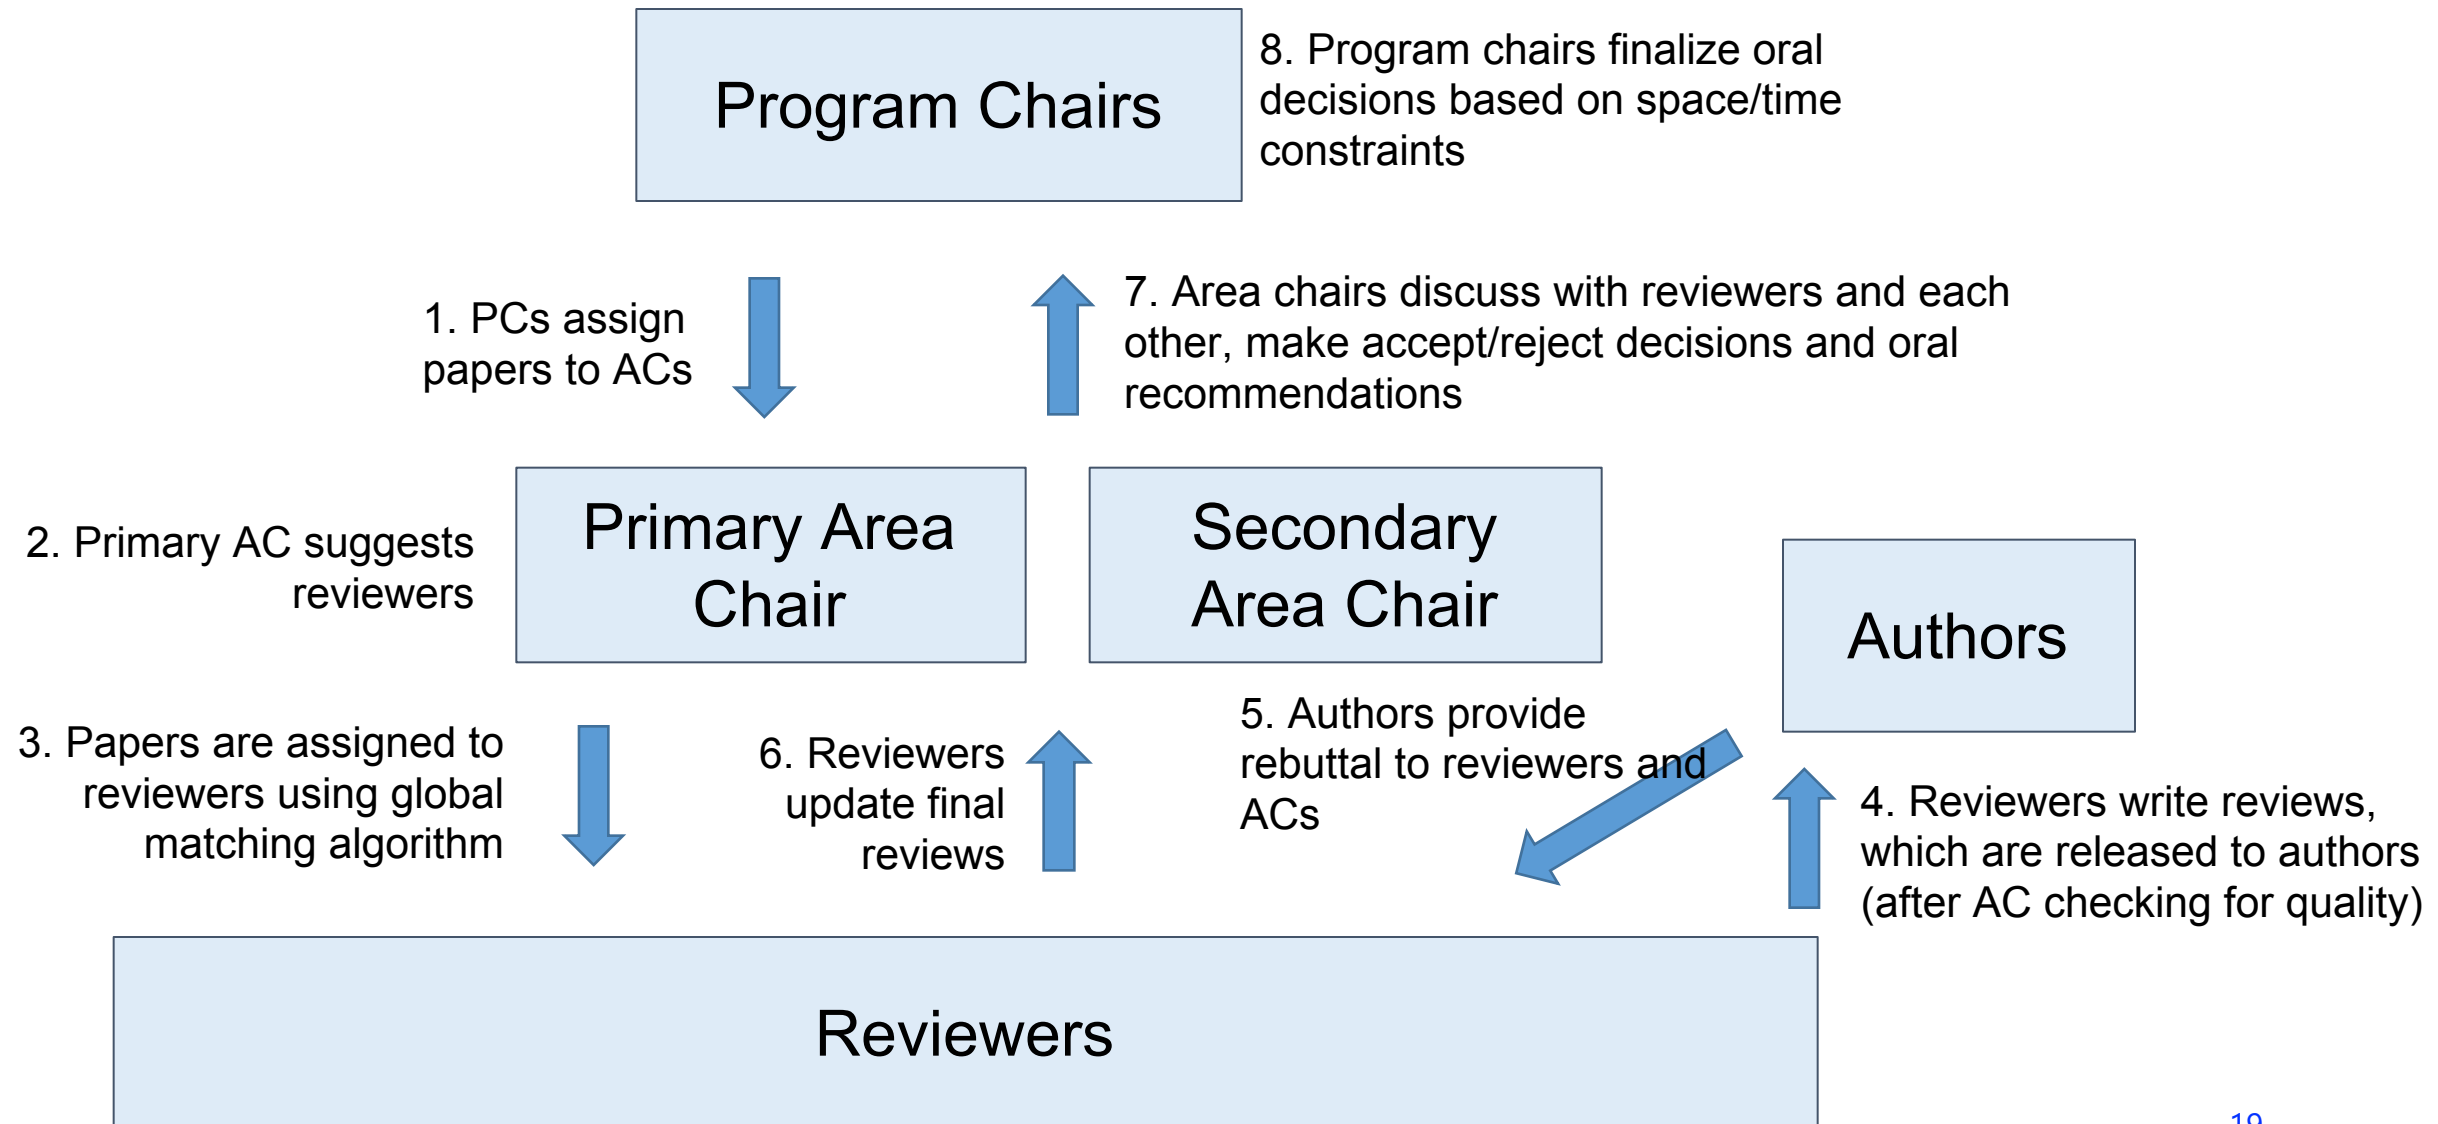 Program Chairs
8. Program chairs finalize oral
decisions based on space/time
constraints
1. PCs assign
papers to ACs
7. Area chairs discuss with reviewers and each
other, make accept/reject decisions and oral
recommendations
2. Primary AC suggests
reviewers
Primary Area
Chair
Secondary
Area Chair
Authors
3. Papers are assigned to
reviewers using global
matching algorithm
6. Reviewers
update final
reviews
5. Authors provide
rebuttal to reviewers and
ACs
4. Reviewers write reviews,
which are released to authors
(after AC checking for quality)
Reviewers
19